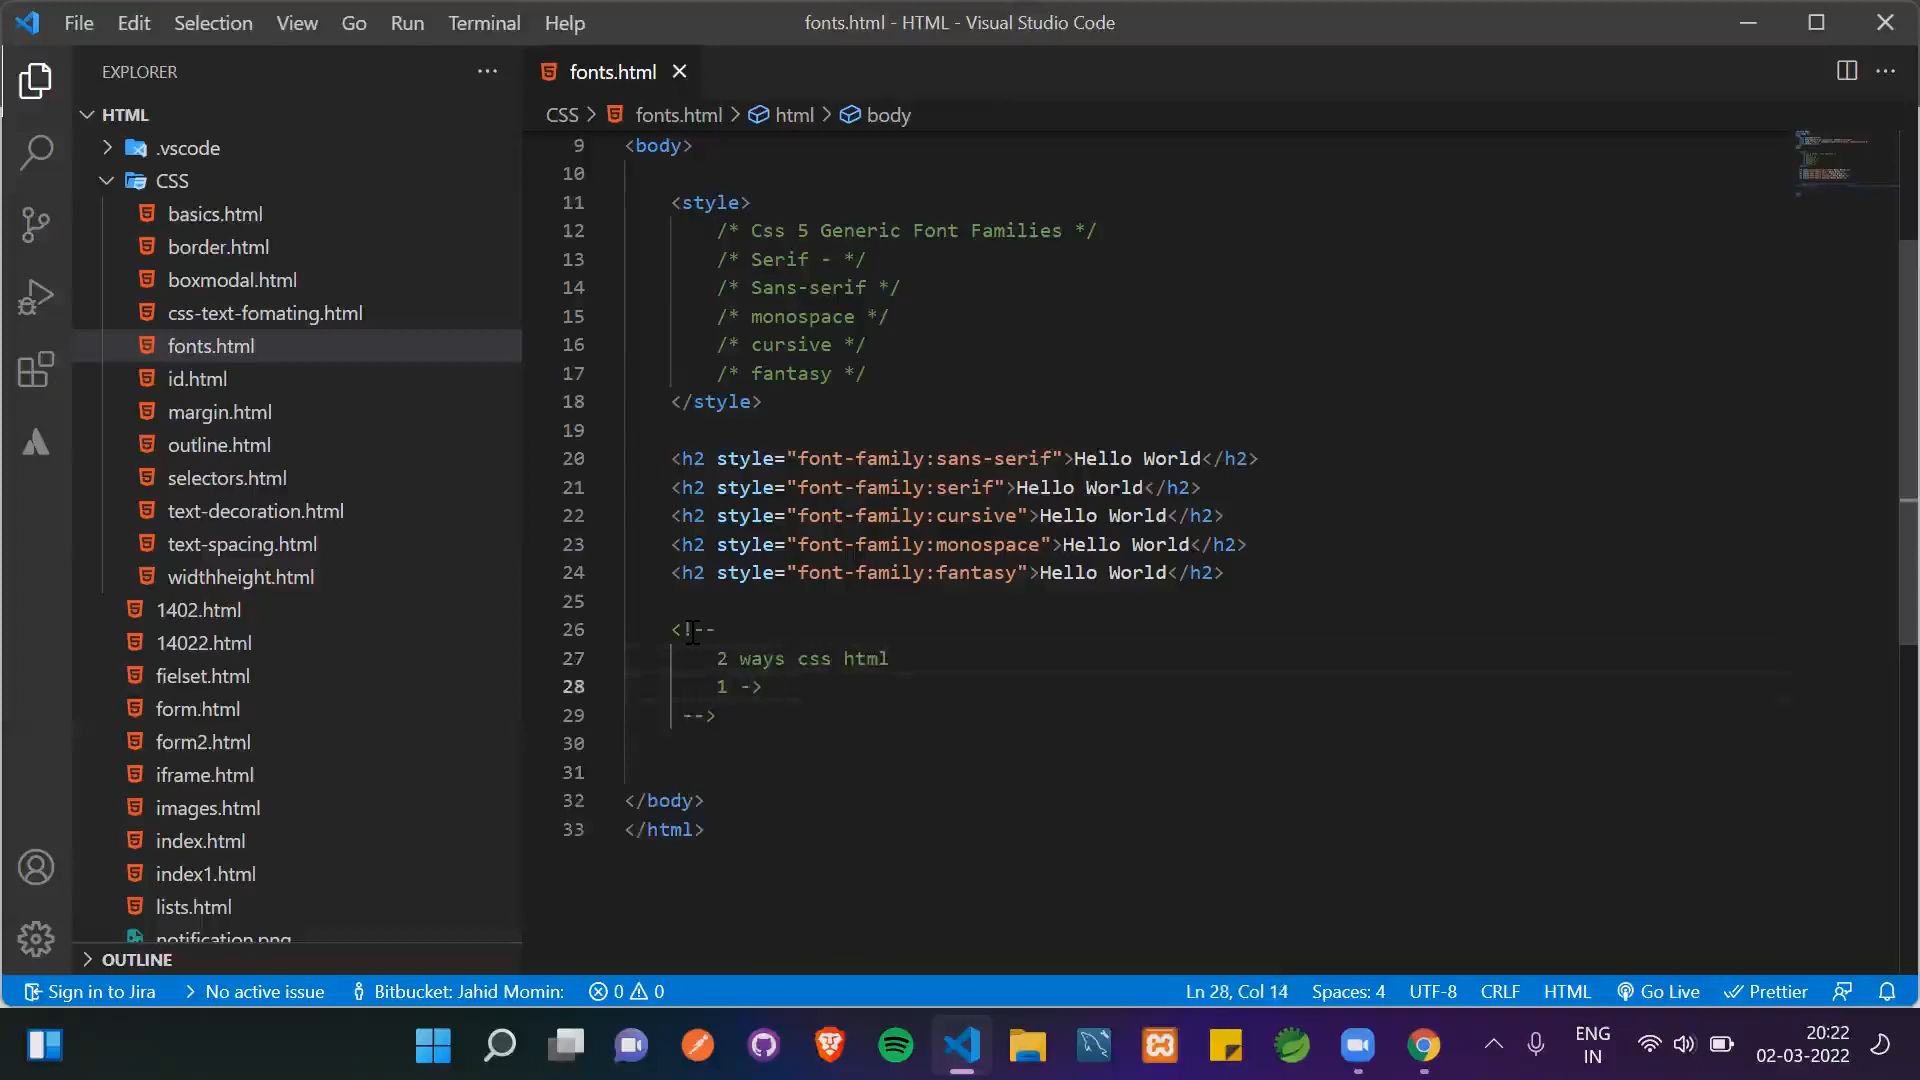 File Edit Selection View Go Run Terminal Help
fonts.html - HTML - Visual Studio Code
EXPLORER
HTML
.vscode
CSS
basics.html
border.html
boxmodal.html
css-text-fomating.html
fonts.html
id.html
margin.html
outline.html
selectors.html
text-decoration.html
text-spacing.html
widthheight.html
1402.html
14022.html
fielset.html
form.html
form2.html
iframe.html
images.html
index.html
index1.html
lists.html
notification.png
OUTLINE
fonts.html
CSS > fonts.html > html > body
9 <body>
10
11 <style>
12 /* Css 5 Generic Font Families */
13 /* Serif - */
14 /* Sans-serif */
15 /* monospace */
16 /* cursive */
17 /* fantasy */
18 </style>
19
20 <h2 style="font-family:sans-serif">Hello World</h2>
21 <h2 style="font-family:serif">Hello World</h2>
22 <h2 style="font-family:cursive">Hello World</h2>
23 <h2 style="font-family:monospace">Hello World</h2>
24 <h2 style="font-family:fantasy">Hello World</h2>
25
26 <!--
27 2 ways css html
28 1 ->
29 -->
30
31
32 </body>
33 </html>
Sign in to Jira No active issue Bitbucket: Jahid Momin: 0 0 Ln 28, Col 14 Spaces: 4 UTF-8 CRLF HTML Go Live Prettier
ENG
IN
20:22
02-03-2022